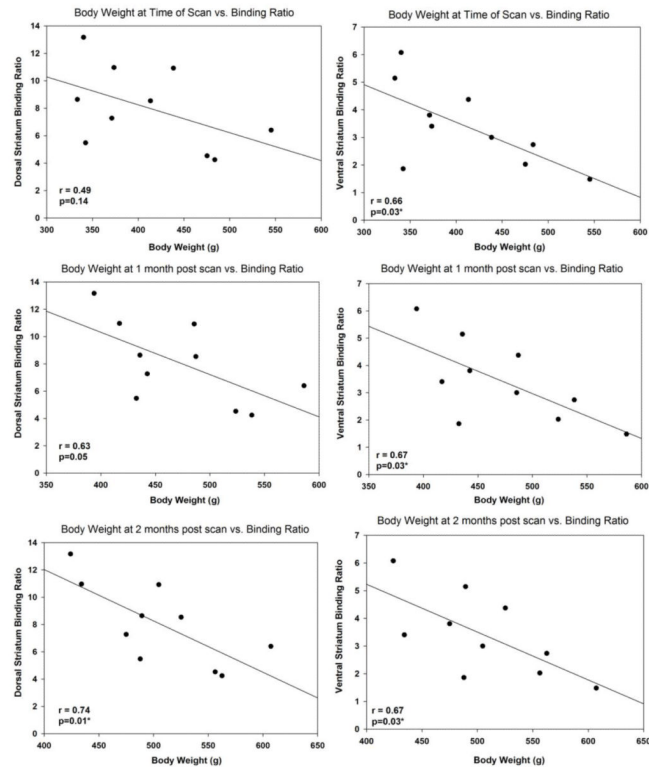 Body Weight at Time of Scan vs. Binding Ratio
14
12
10
8
6
4
2
0
Dorsal Striatum Binding Ratio
r = 0.49
p=0.14
300 350 400 450 500 550 600
Body Weight (g)
Body Weight at Time of Scan vs. Binding Ratio
7
6
5
4
3
2
1
0
Ventral Striatum Binding Ratio
r = 0.66
p=0.03*
300 350 400 450 500 550 600
Body Weight (g)
Body Weight at 1 month post scan vs. Binding Ratio
14
12
10
8
6
4
2
0
Dorsal Striatum Binding Ratio
r = 0.63
p=0.05
350 400 450 500 550 600
Body Weight (g)
Body Weight at 1 month post scan vs. Binding Ratio
7
6
5
4
3
2
1
0
Ventral Striatum Binding Ratio
r = 0.67
p=0.03*
350 400 450 500 550 600
Body Weight (g)
Body Weight at 2 months post scan vs. Binding Ratio
14
12
10
8
6
4
2
0
Dorsal Striatum Binding Ratio
r = 0.74
p=0.01*
400 450 500 550 600 650
Body Weight (g)
Body Weight at 2 months post scan vs. Binding Ratio
7
6
5
4
3
2
1
0
Ventral Striatum Binding Ratio
r = 0.67
p=0.03*
400 450 500 550 600 650
Body Weight (g)